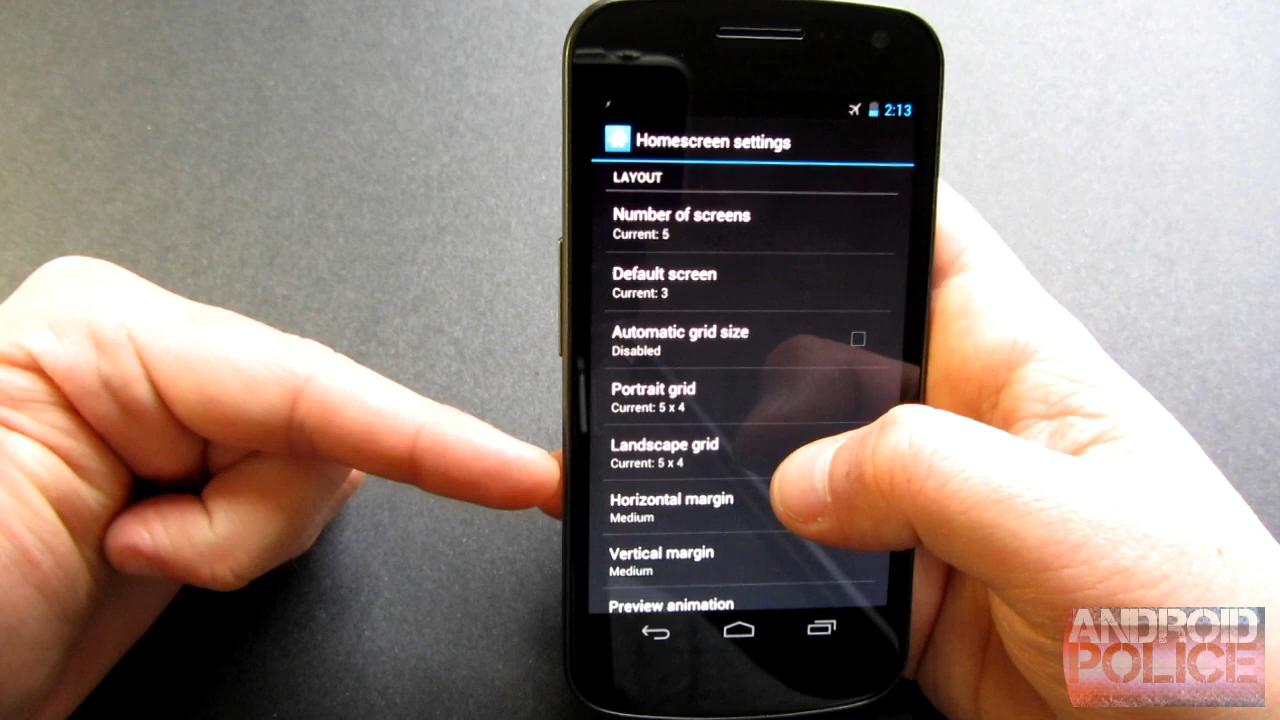 2:13
Homescreen settings
LAYOUT
Number of screens
Current: 5
Default screen
Current: 3
Automatic grid size
Disabled
Portrait grid
Current: 5 x 4
Landscape grid
Current: 5 x 4
Horizontal margin
Medium
Vertical margin
Medium
Preview animation
ANDROID
POLICE